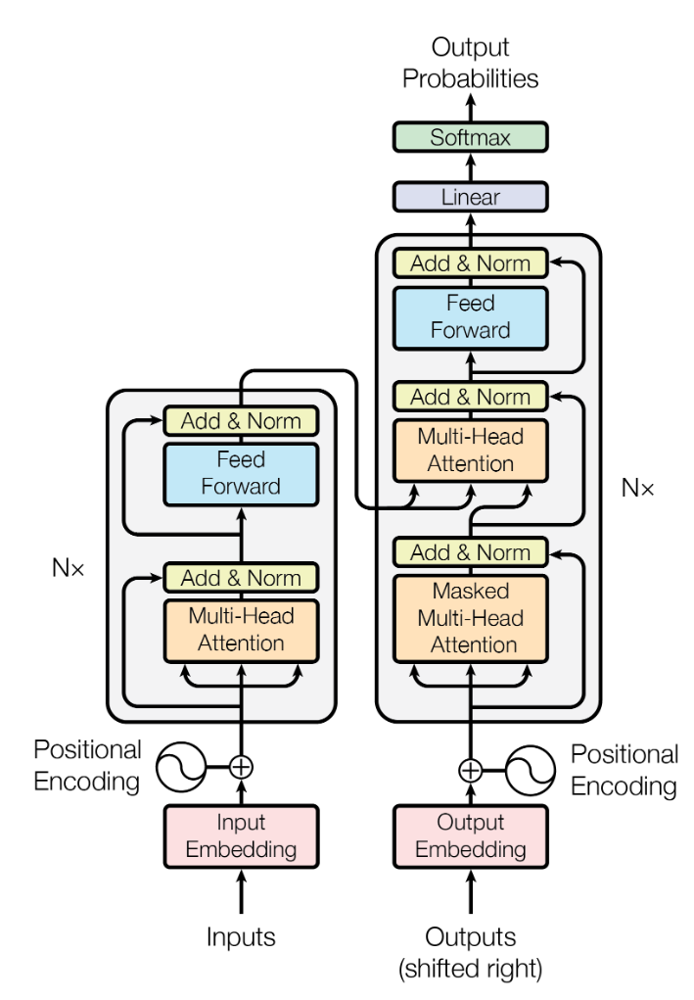 Output
Probabilities
Softmax
Linear
Add & Norm
Feed
Forward
Add & Norm
Multi-Head
Attention
N×
Add & Norm
Masked
Multi-Head
Attention
Add & Norm
Feed
Forward
N×
Add & Norm
Multi-Head
Attention
Positional
Encoding
Positional
Encoding
Input
Embedding
Output
Embedding
Inputs
Outputs
(shifted right)